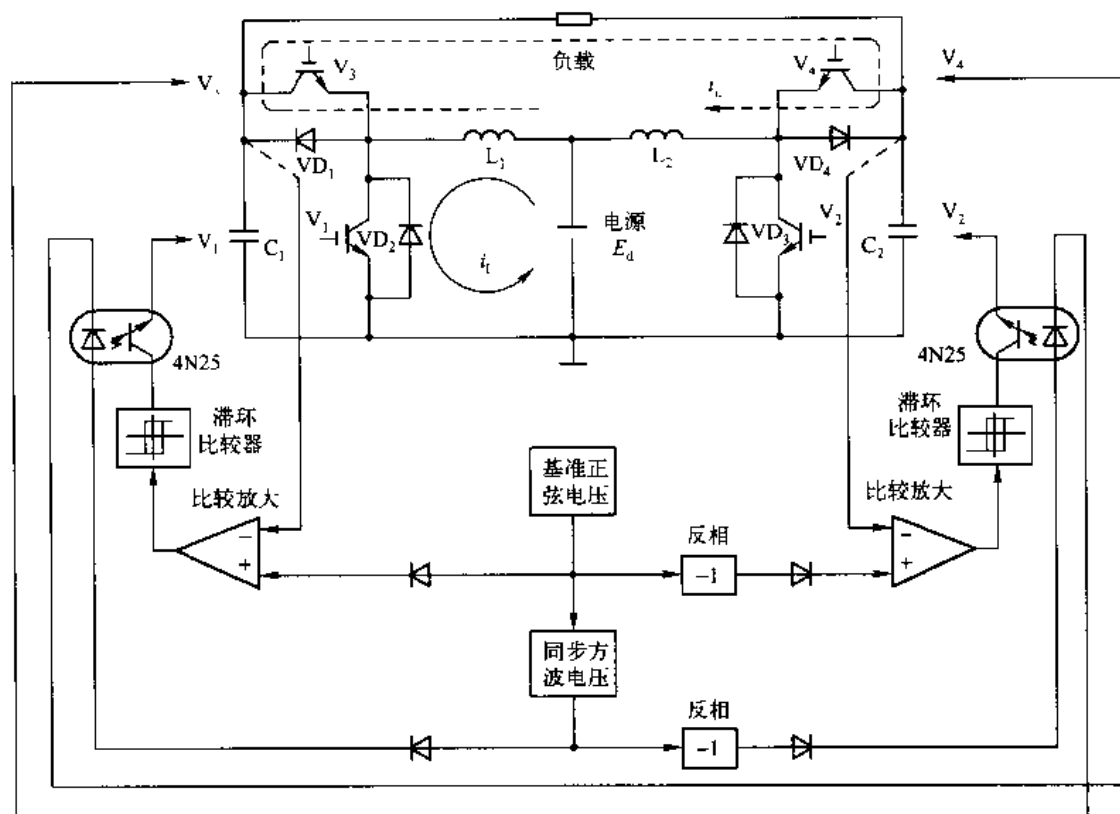 负载
V₃
V₄
V₄
iL
VD₁
L₁
L₂
VD₄
V₁
V₁
C₁
VD₂
i₁
电源
E_d
VD₃
V₂
C₂
V₂
4N25
4N25
滞环
比较器
滞环
比较器
比较放大
基准正
弦电压
比较放大
反相
−
+
−1
−
+
同步方
波电压
反相
−1